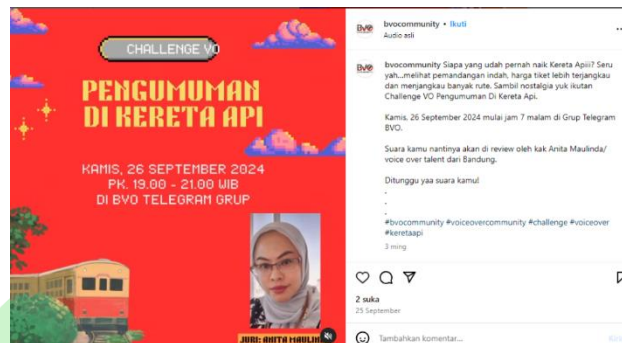 CHALLENGE VO
PENGUMUMAN
DI KERETA API
KAMIS, 26 SEPTEMBER 2024
PK. 19.00 - 21.00 WIB
DI BVO TELEGRAM GRUP
JURI: ANITA MAULIN
BVO
bvocommunity • Ikuti
Audio asli
BVO
bvocommunity Siapa yang udah pernah naik Kereta Apiii? Seru
yah...melihat pemandangan indah, harga tiket lebih terjangkau
dan menjangkau banyak rute. Sambil nostalgia yuk ikutan
Challenge VO Pengumuman Di Kereta Api.
Kamis, 26 September 2024 mulai jam 7 malam di Grup Telegram
BVO.
Suara kamu nantinya akan di review oleh kak Anita Maulinda/
voice over talent dari Bandung.
Ditunggu yaa suara kamu!
.
.
.
#bvocommunity #voiceovercommunity #challenge #voiceover
#keretaapi
3 ming
2 suka
25 September
Tambahkan komentar...